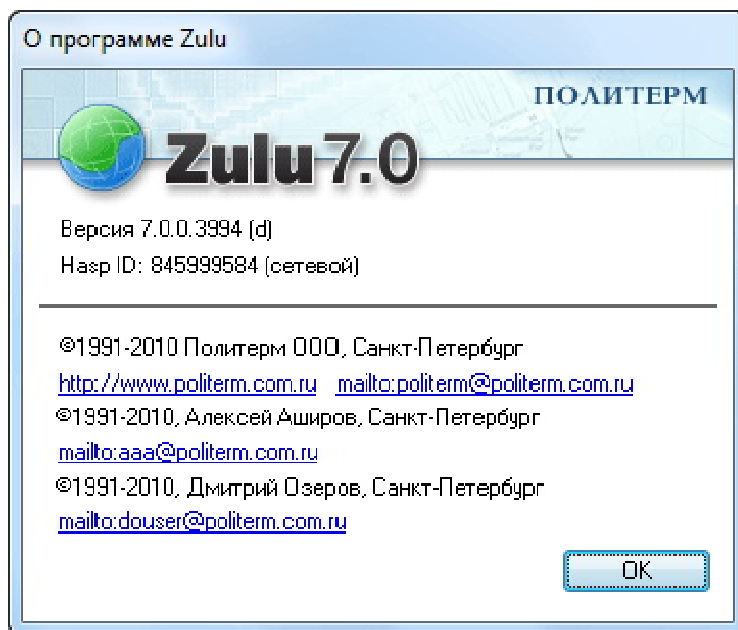 О программе Zulu
ПОЛИТЕРМ
Zulu 7.0
Версия 7.0.0.3994 (d)
Hasp ID: 845999584 (сетевой)
©1991-2010 Политерм ООО, Санкт-Петербург
http://www.politerm.com.ru mailto:politerm@politerm.com.ru
©1991-2010, Алексей Аширов, Санкт-Петербург
mailto:aaa@politerm.com.ru
©1991-2010, Дмитрий Озеров, Санкт-Петербург
mailto:douser@politerm.com.ru
OK